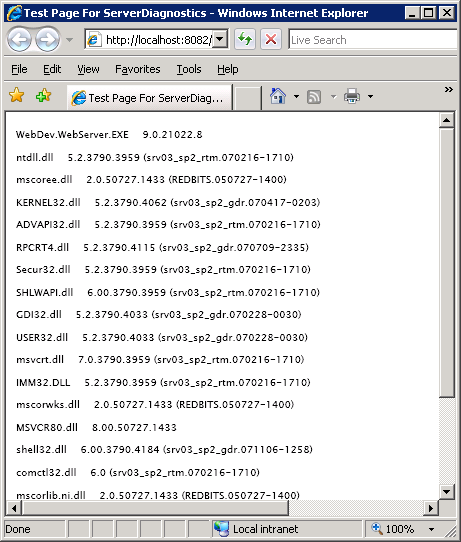 Test Page For ServerDiagnostics - Windows Internet Explorer
http://localhost:8082/
Live Search
File Edit View Favorites Tools Help
Test Page For ServerDiag...
WebDev.WebServer.EXE 9.0.21022.8
ntdll.dll 5.2.3790.3959 (srv03_sp2_rtm.070216-1710)
mscoree.dll 2.0.50727.1433 (REDBITS.050727-1400)
KERNEL32.dll 5.2.3790.4062 (srv03_sp2_gdr.070417-0203)
ADVAPI32.dll 5.2.3790.3959 (srv03_sp2_rtm.070216-1710)
RPCRT4.dll 5.2.3790.4115 (srv03_sp2_gdr.070709-2335)
Secur32.dll 5.2.3790.3959 (srv03_sp2_rtm.070216-1710)
SHLWAPI.dll 6.00.3790.3959 (srv03_sp2_rtm.070216-1710)
GDI32.dll 5.2.3790.4033 (srv03_sp2_gdr.070228-0030)
USER32.dll 5.2.3790.4033 (srv03_sp2_gdr.070228-0030)
msvcrt.dll 7.0.3790.3959 (srv03_sp2_rtm.070216-1710)
IMM32.DLL 5.2.3790.3959 (srv03_sp2_rtm.070216-1710)
mscorwks.dll 2.0.50727.1433 (REDBITS.050727-1400)
MSVCR80.dll 8.00.50727.1433
shell32.dll 6.00.3790.4184 (srv03_sp2_gdr.071106-1258)
comctl32.dll 6.0 (srv03_sp2_rtm.070216-1710)
mscorlib.ni.dll 2.0.50727.1433 (REDBITS.050727-1400)
Done Local intranet 100%